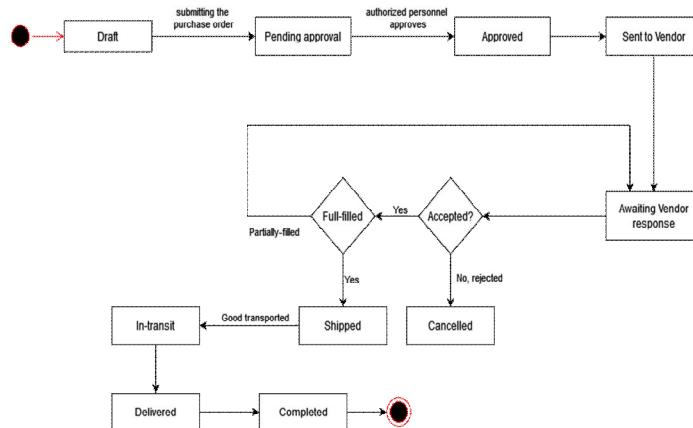 submitting the
purchase order
authorized personnel
approves
Draft
Pending approval
Approved
Sent to Vendor
Full-filled
Yes
Accepted?
Awaiting Vendor
response
Partially-filled
Yes
No, rejected
In-transit
Good transported
Shipped
Cancelled
Delivered
Completed